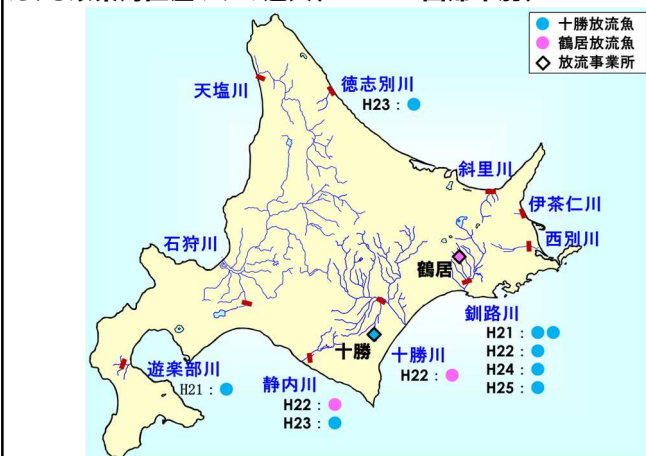 十勝放流魚
鶴居放流魚
放流事業所
天塩川
徳志別川
H23：
斜里川
伊茶仁川
西別川
石狩川
鶴居
釧路川
H21：
H22：
H24：
H25：
十勝
十勝川
H22：
遊楽部川
H21：
静内川
H22：
H23：